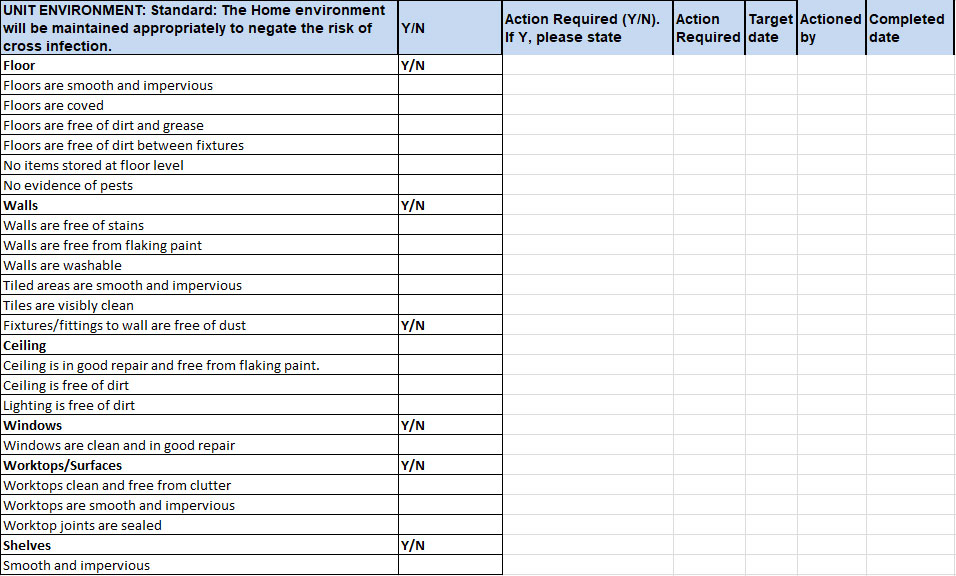 UNIT ENVIRONMENT: Standard: The Home environment
will be maintained appropriately to negate the risk of
cross infection.
Y/N
Action Required (Y/N).
If Y, please state
Action
Required
Target
date
Actioned
by
Completed
date
Floor Y/N
Floors are smooth and impervious
Floors are coved
Floors are free of dirt and grease
Floors are free of dirt between fixtures
No items stored at floor level
No evidence of pests
Walls Y/N
Walls are free of stains
Walls are free from flaking paint
Walls are washable
Tiled areas are smooth and impervious
Tiles are visibly clean
Fixtures/fittings to wall are free of dust Y/N
Ceiling
Ceiling is in good repair and free from flaking paint.
Ceiling is free of dirt
Lighting is free of dirt
Windows Y/N
Windows are clean and in good repair
Worktops/Surfaces Y/N
Worktops clean and free from clutter
Worktops are smooth and impervious
Worktop joints are sealed
Shelves Y/N
Smooth and impervious